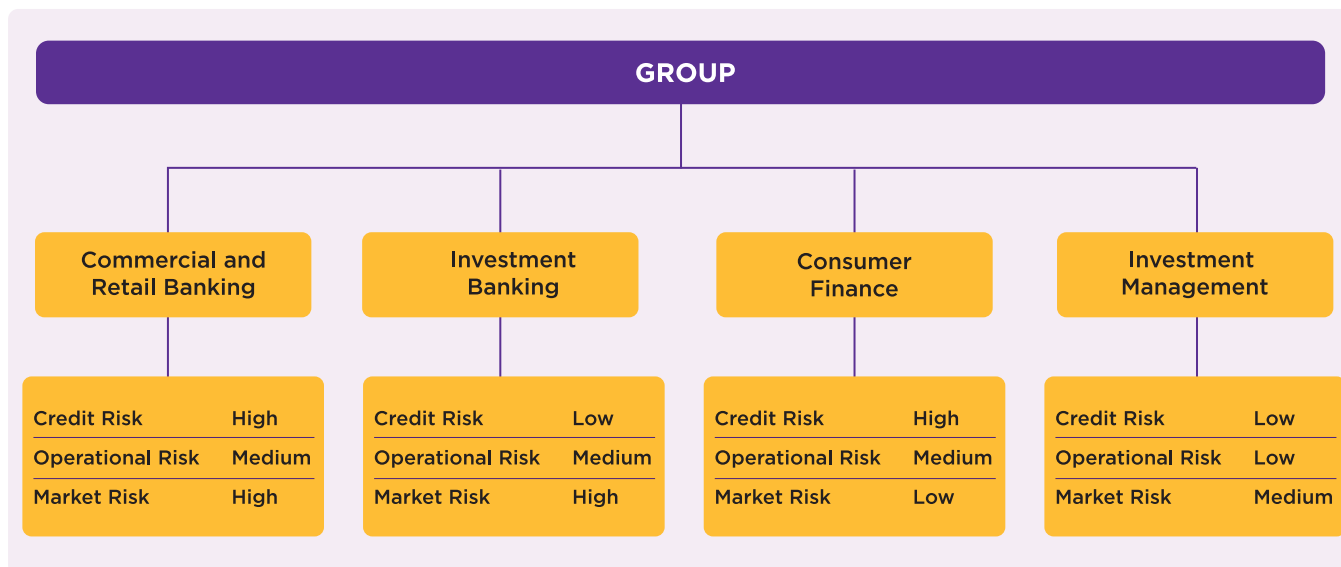 GROUP
Commercial and
Retail Banking
Credit Risk High
Operational Risk Medium
Market Risk High
Investment
Banking
Credit Risk Low
Operational Risk Medium
Market Risk High
Consumer
Finance
Credit Risk High
Operational Risk Medium
Market Risk Low
Investment
Management
Credit Risk Low
Operational Risk Low
Market Risk Medium